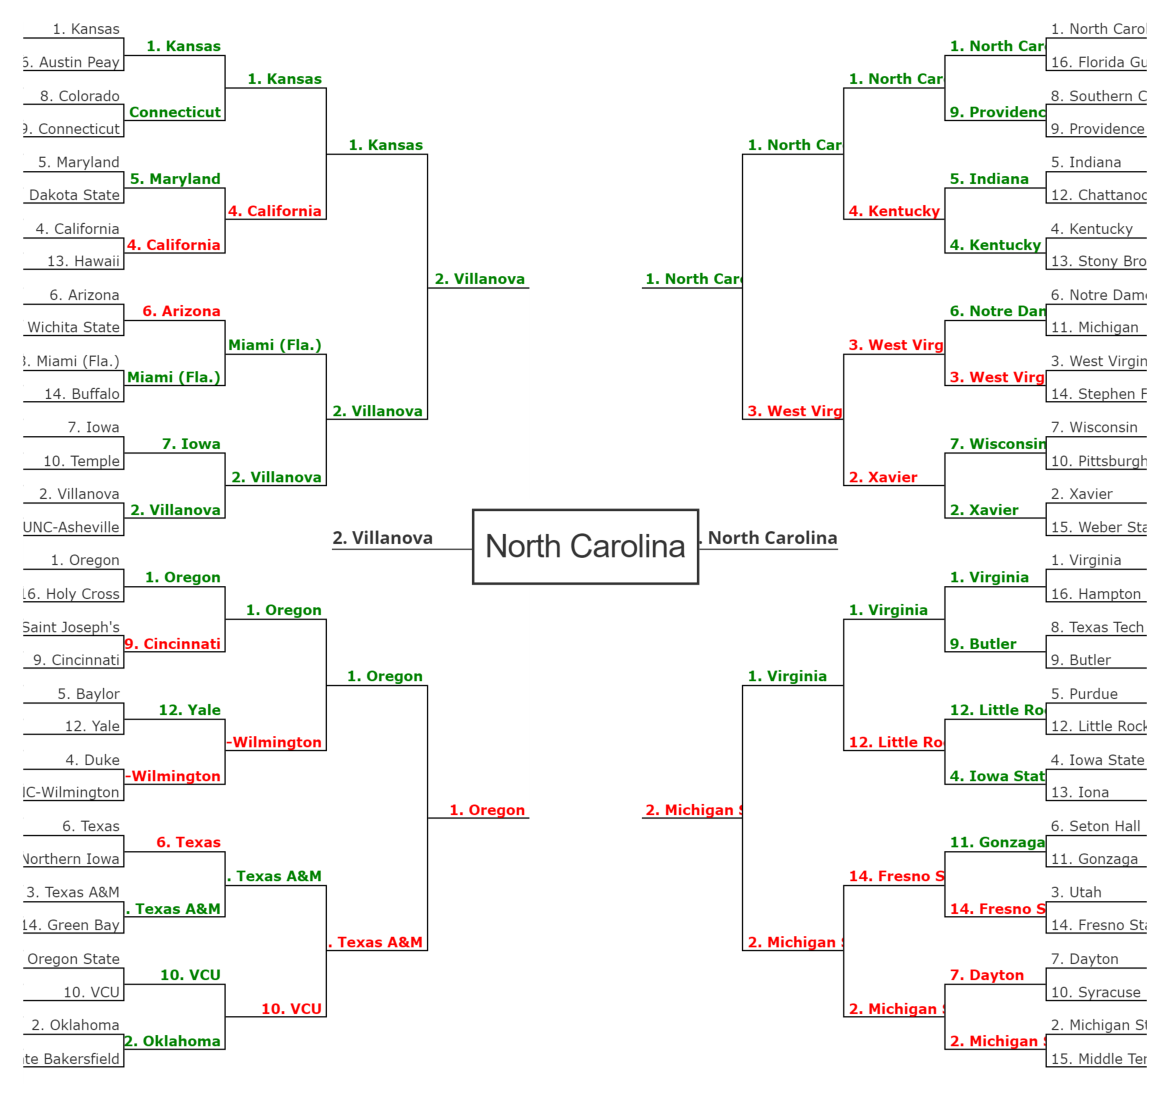 1. Kansas
6. Austin Peay
8. Colorado
9. Connecticut
5. Maryland
Dakota State
4. California
13. Hawaii
6. Arizona
Wichita State
3. Miami (Fla.)
14. Buffalo
7. Iowa
10. Temple
2. Villanova
UNC-Asheville
1. Oregon
16. Holy Cross
Saint Joseph's
9. Cincinnati
5. Baylor
12. Yale
4. Duke
NC-Wilmington
6. Texas
Northern Iowa
3. Texas A&M
14. Green Bay
Oregon State
10. VCU
2. Oklahoma
te Bakersfield
1. Kansas
Connecticut
5. Maryland
4. California
6. Arizona
Miami (Fla.)
7. Iowa
2. Villanova
1. Oregon
9. Cincinnati
12. Yale
-Wilmington
6. Texas
. Texas A&M
10. VCU
2. Oklahoma
1. Kansas
4. California
Miami (Fla.)
2. Villanova
1. Oregon
-Wilmington
. Texas A&M
10. VCU
1. Kansas
2. Villanova
1. Oregon
. Texas A&M
2. Villanova
1. Oregon
2. Villanova
North Carolina
. North Carolina
1. North Caro
2. Michigan S
1. North Car
3. West Virg
1. Virginia
2. Michigan S
1. North Car
4. Kentucky
3. West Virg
2. Xavier
1. Virginia
12. Little Ro
14. Fresno S
2. Michigan S
1. North Car
9. Providenc
5. Indiana
4. Kentucky
6. Notre Dam
3. West Virg
7. Wisconsin
2. Xavier
1. Virginia
9. Butler
12. Little Ro
4. Iowa Stat
11. Gonzaga
14. Fresno S
7. Dayton
2. Michigan S
1. North Carol
16. Florida Gu
8. Southern C
9. Providence
5. Indiana
12. Chattanoo
4. Kentucky
13. Stony Bro
6. Notre Dame
11. Michigan
3. West Virgin
14. Stephen F
7. Wisconsin
10. Pittsburgh
2. Xavier
15. Weber Sta
1. Virginia
16. Hampton
8. Texas Tech
9. Butler
5. Purdue
12. Little Rock
4. Iowa State
13. Iona
6. Seton Hall
11. Gonzaga
3. Utah
14. Fresno Sta
7. Dayton
10. Syracuse
2. Michigan St
15. Middle Ten